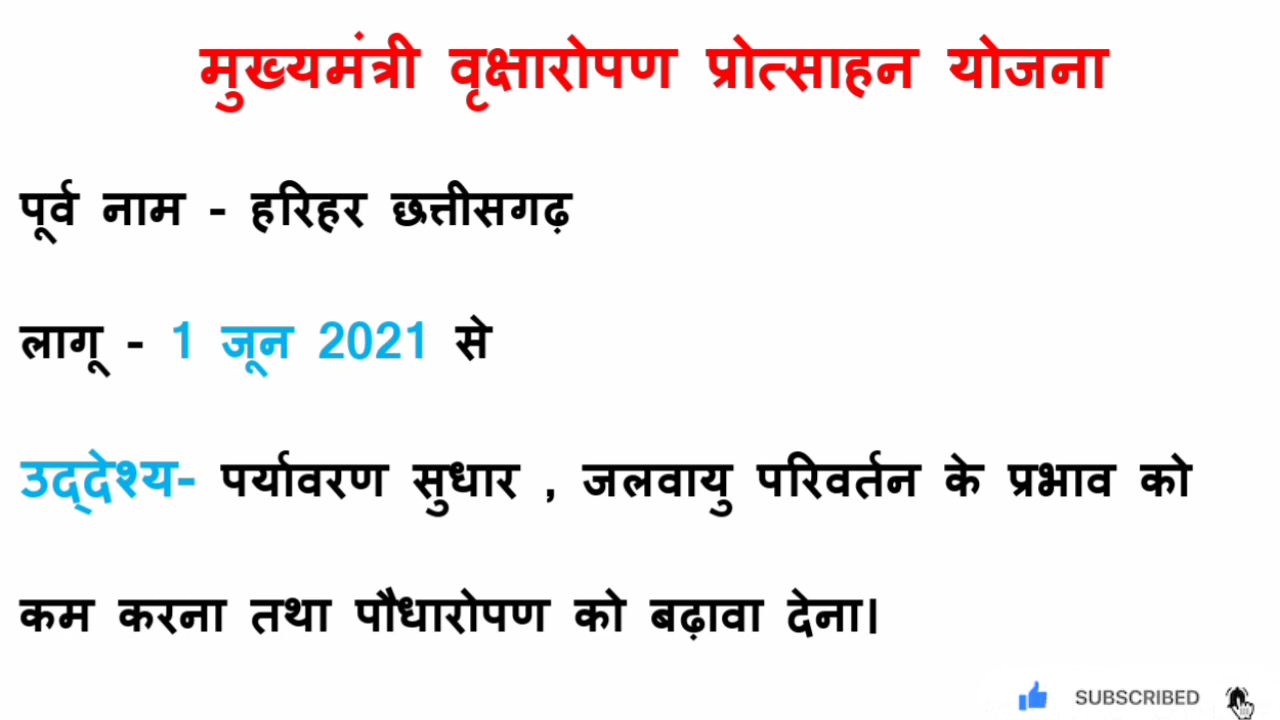 मुख्यमंत्री वृक्षारोपण प्रोत्साहन योजना
पूर्व नाम - हरिहर छत्तीसगढ़
लागू - 1 जून 2021 से
उद्देश्य- पर्यावरण सुधार , जलवायु परिवर्तन के प्रभाव को
कम करना तथा पौधारोपण को बढ़ावा देना।
SUBSCRIBED